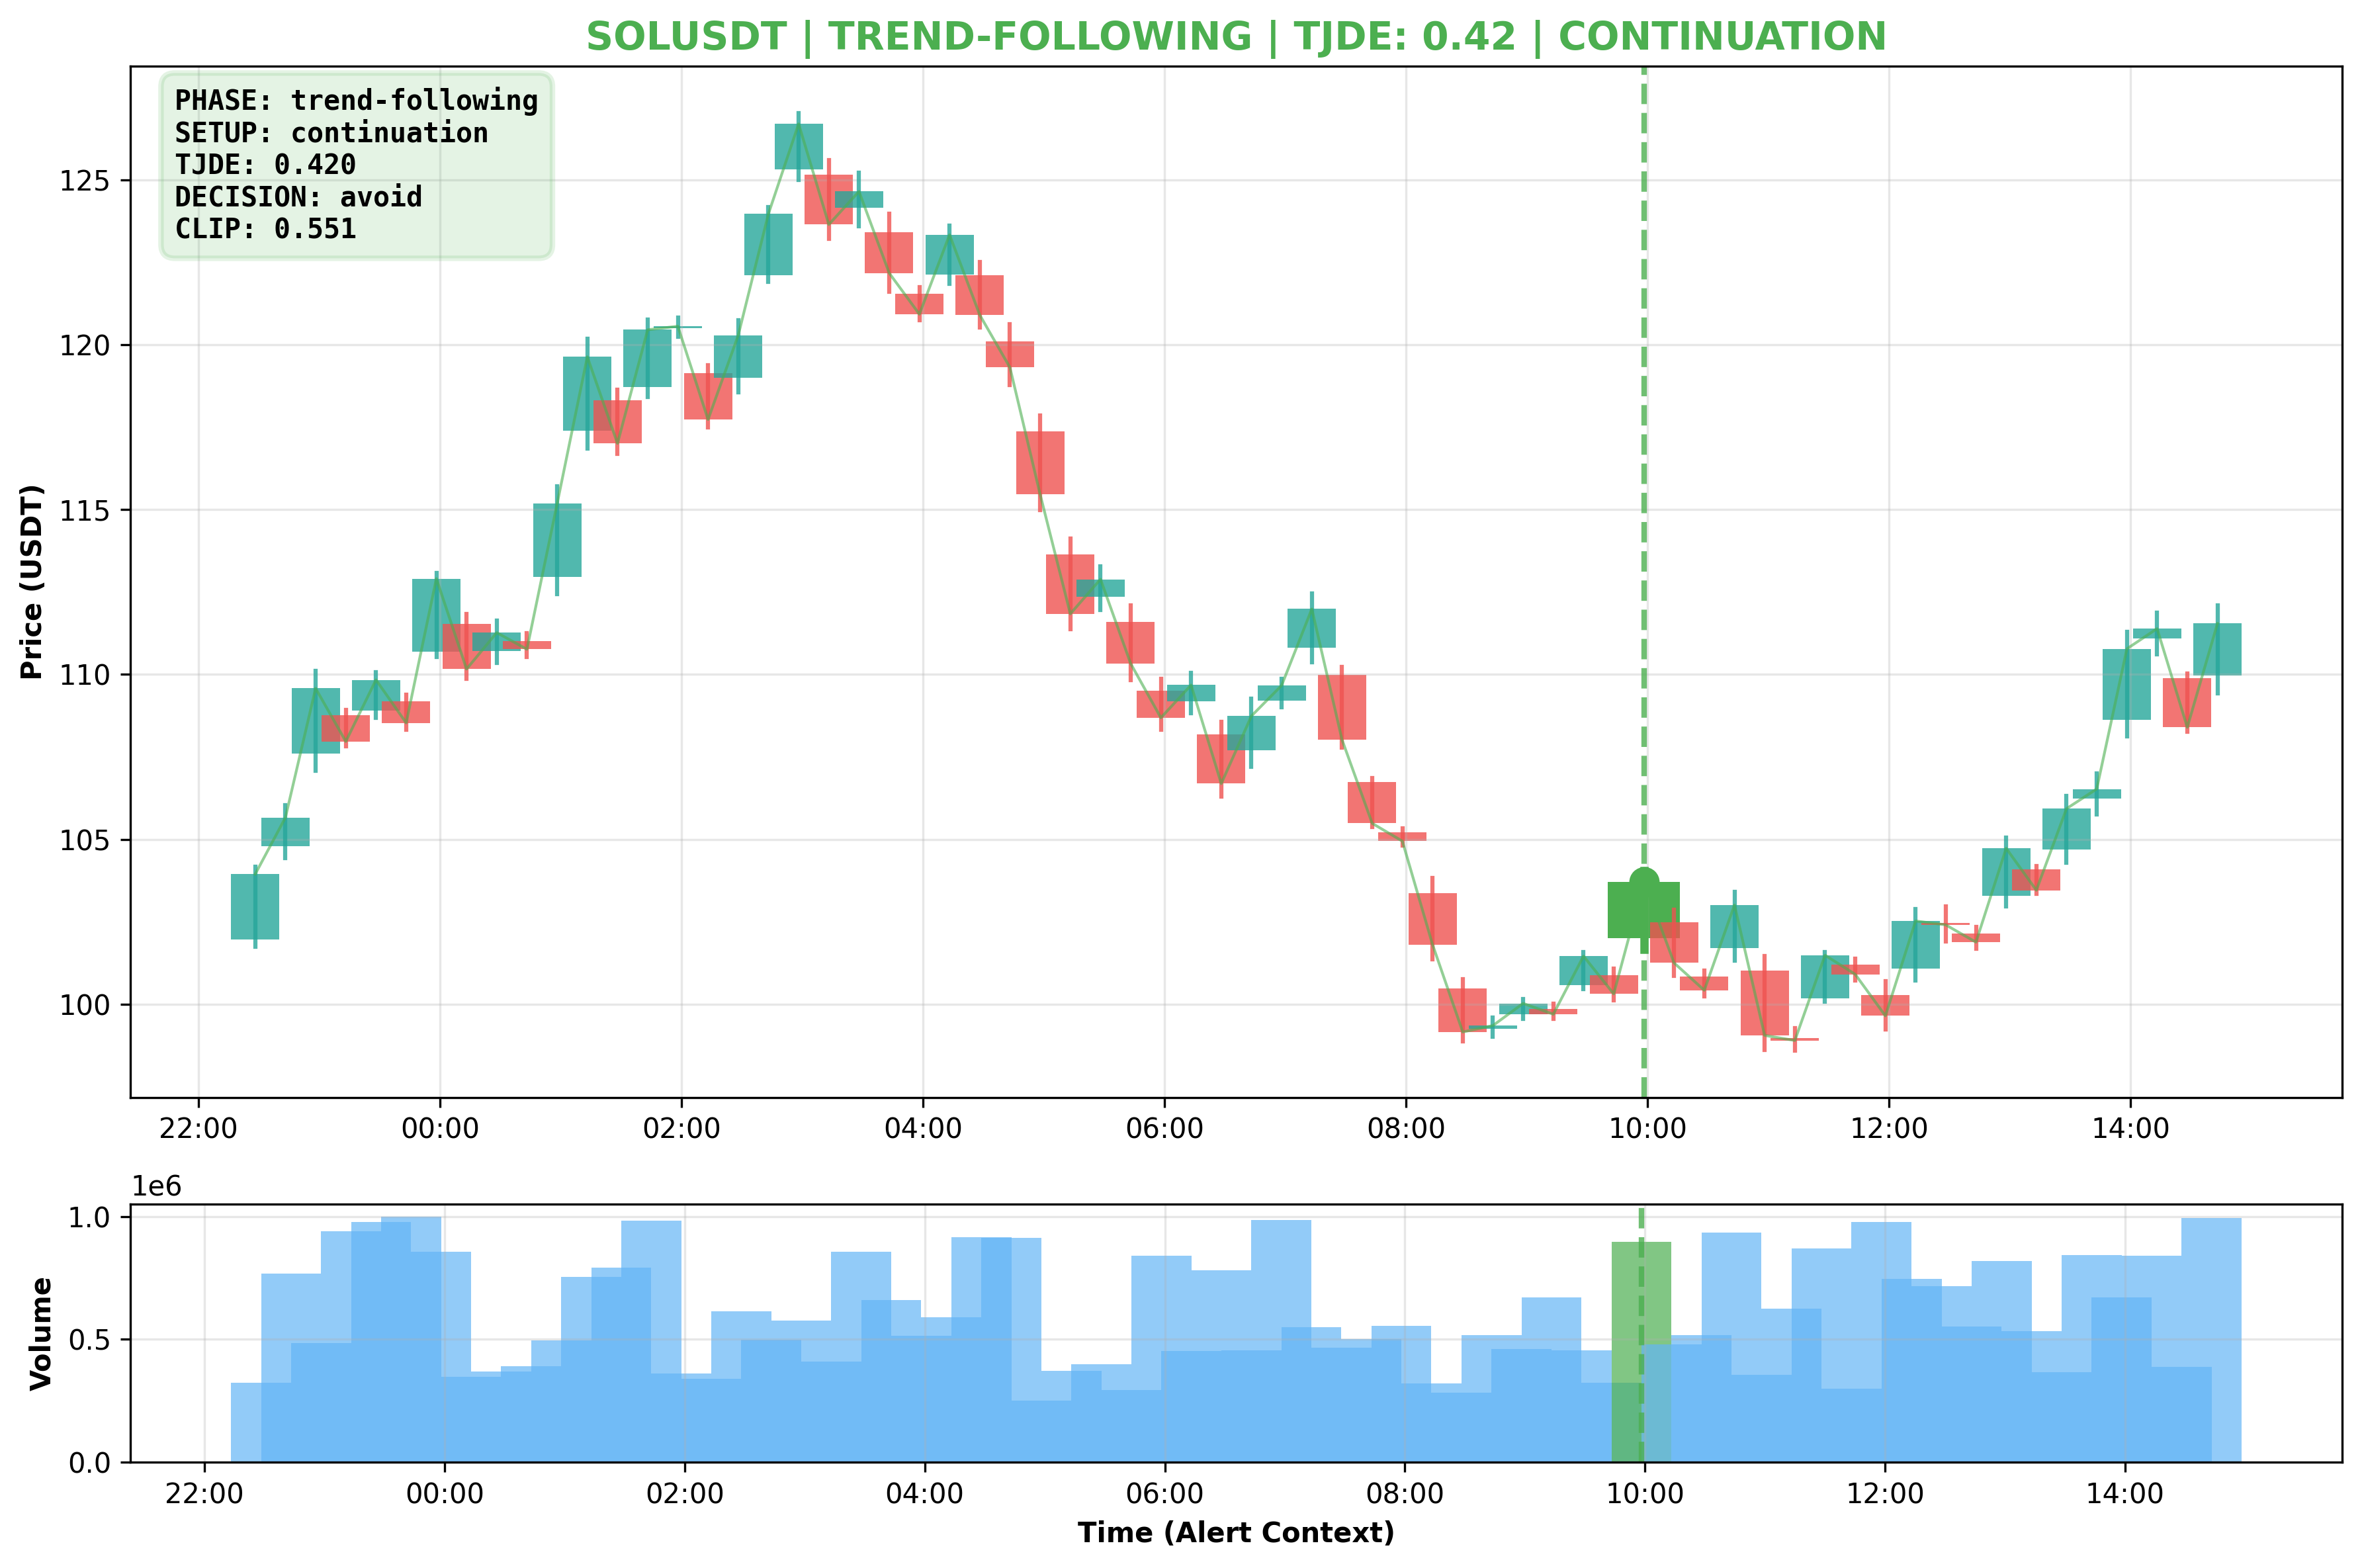 SOLUSDT | TREND-FOLLOWING | TJDE: 0.42 | CONTINUATION
PHASE: trend-following
SETUP: continuation
TJDE: 0.420
DECISION: avoid
CLIP: 0.551
Price (USDT)
125
120
115
110
105
100
22:00 00:00 02:00 04:00 06:00 08:00 10:00 12:00 14:00
1e6
Volume
1.0
0.5
0.0
22:00 00:00 02:00 04:00 06:00 08:00 10:00 12:00 14:00
Time (Alert Context)